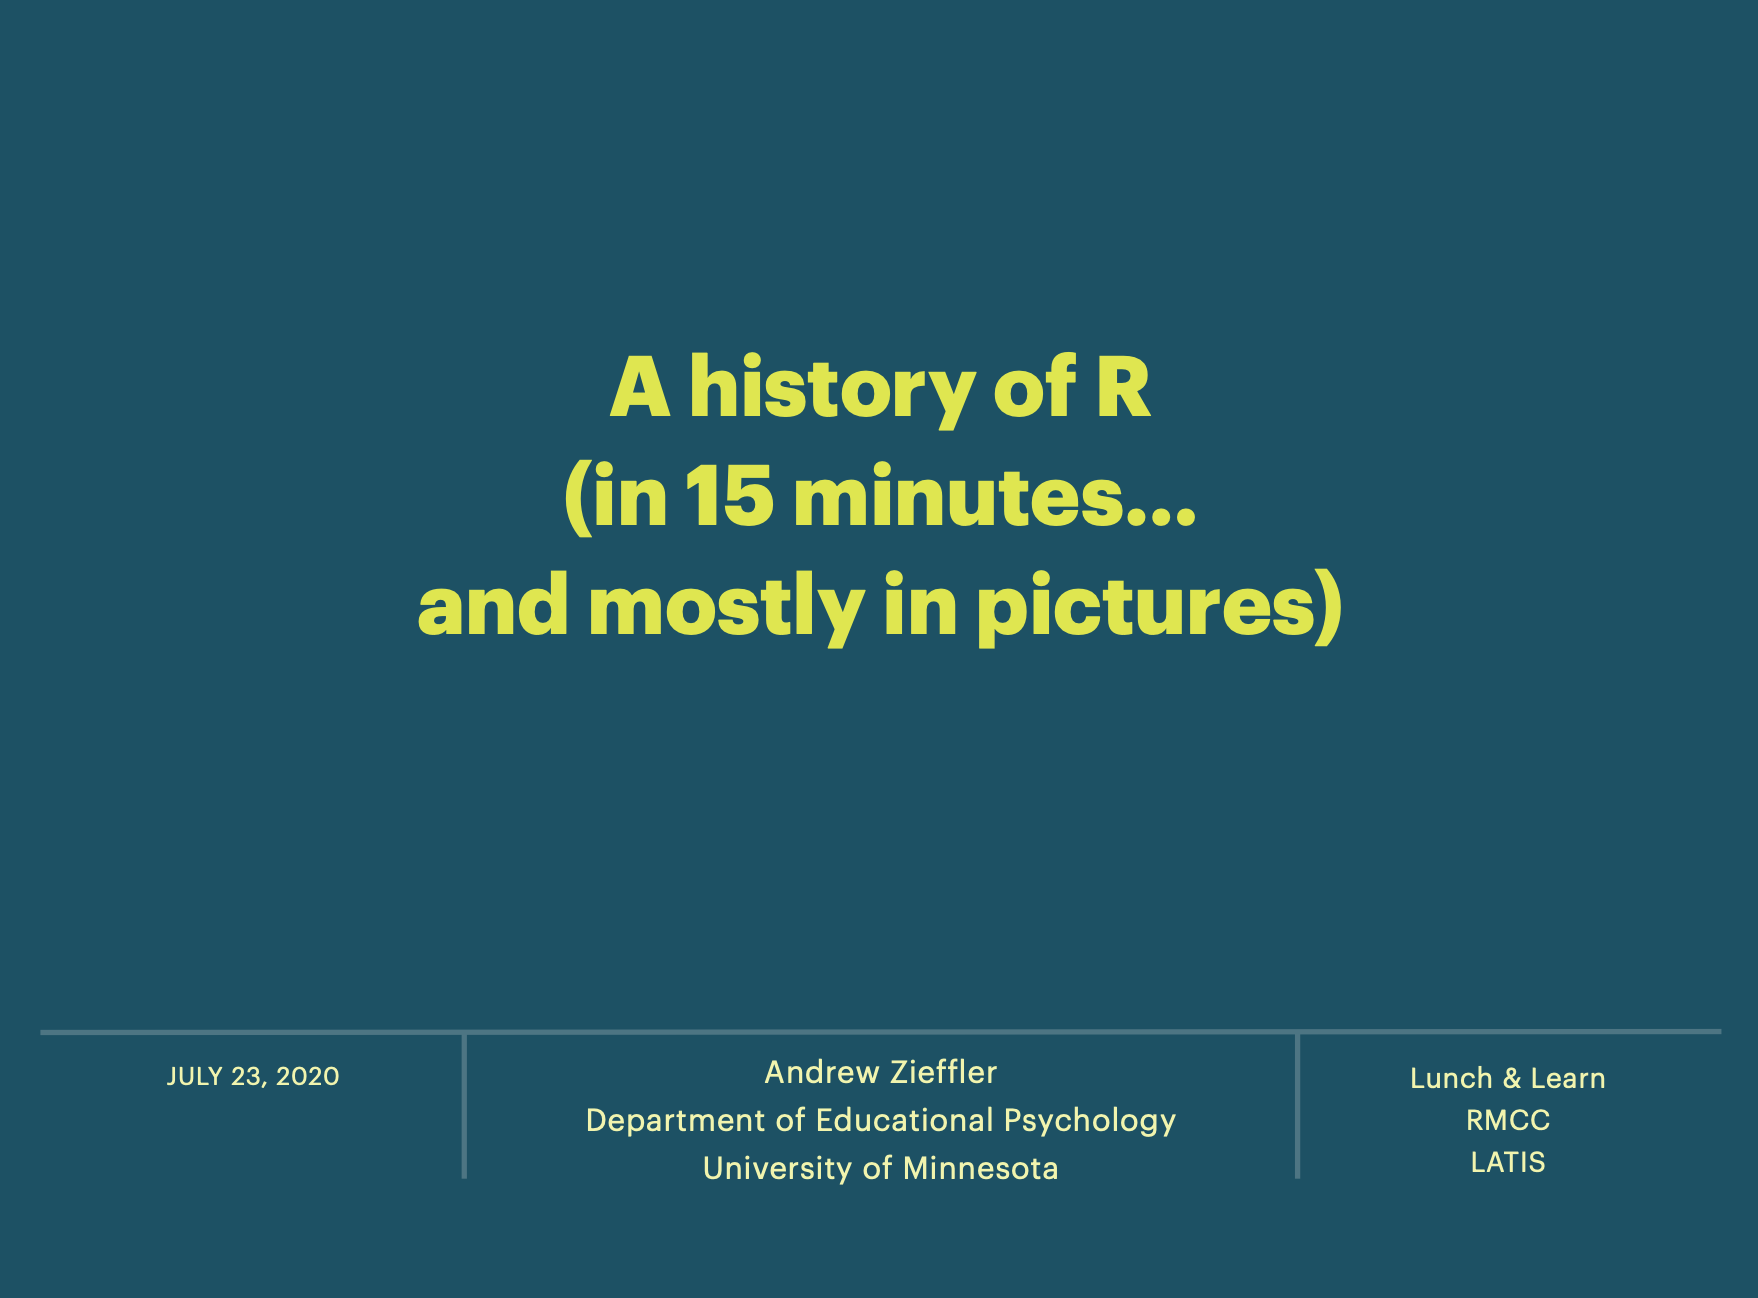 A history of R
(in 15 minutes...
and mostly in pictures)
JULY 23, 2020
Andrew Zieffler
Department of Educational Psychology
University of Minnesota
Lunch & Learn
RMCC
LATIS